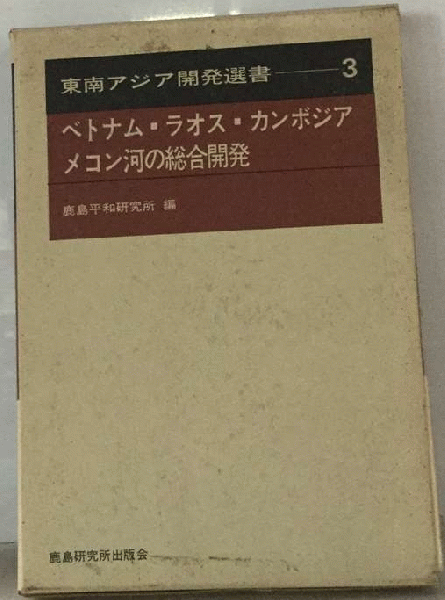 東南アジア開発選書──3
ベトナム▪ラオス▪カンボジア
メコン河の総合開発
鹿島平和研究所 編
鹿島研究所出版会